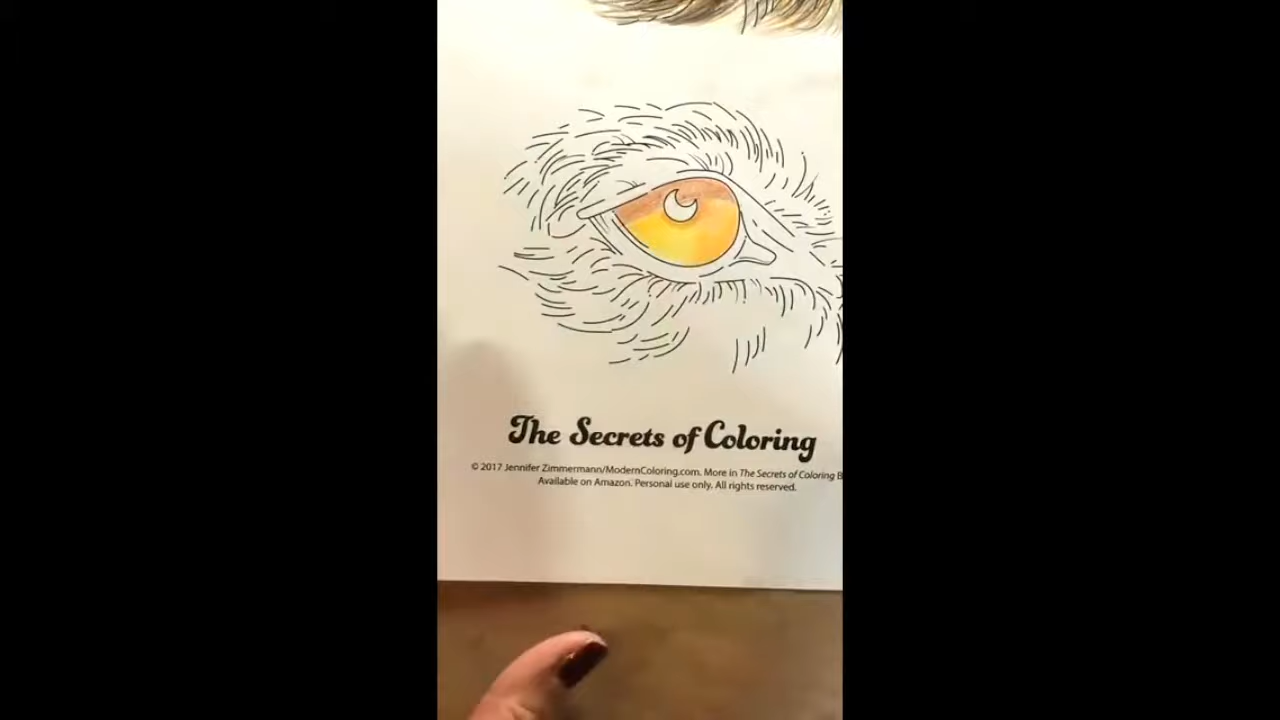 The Secrets of Coloring
© 2017 Jennifer Zimmermann/ModernColoring.com. More in The Secrets of Coloring B
Available on Amazon. Personal use only. All rights reserved.